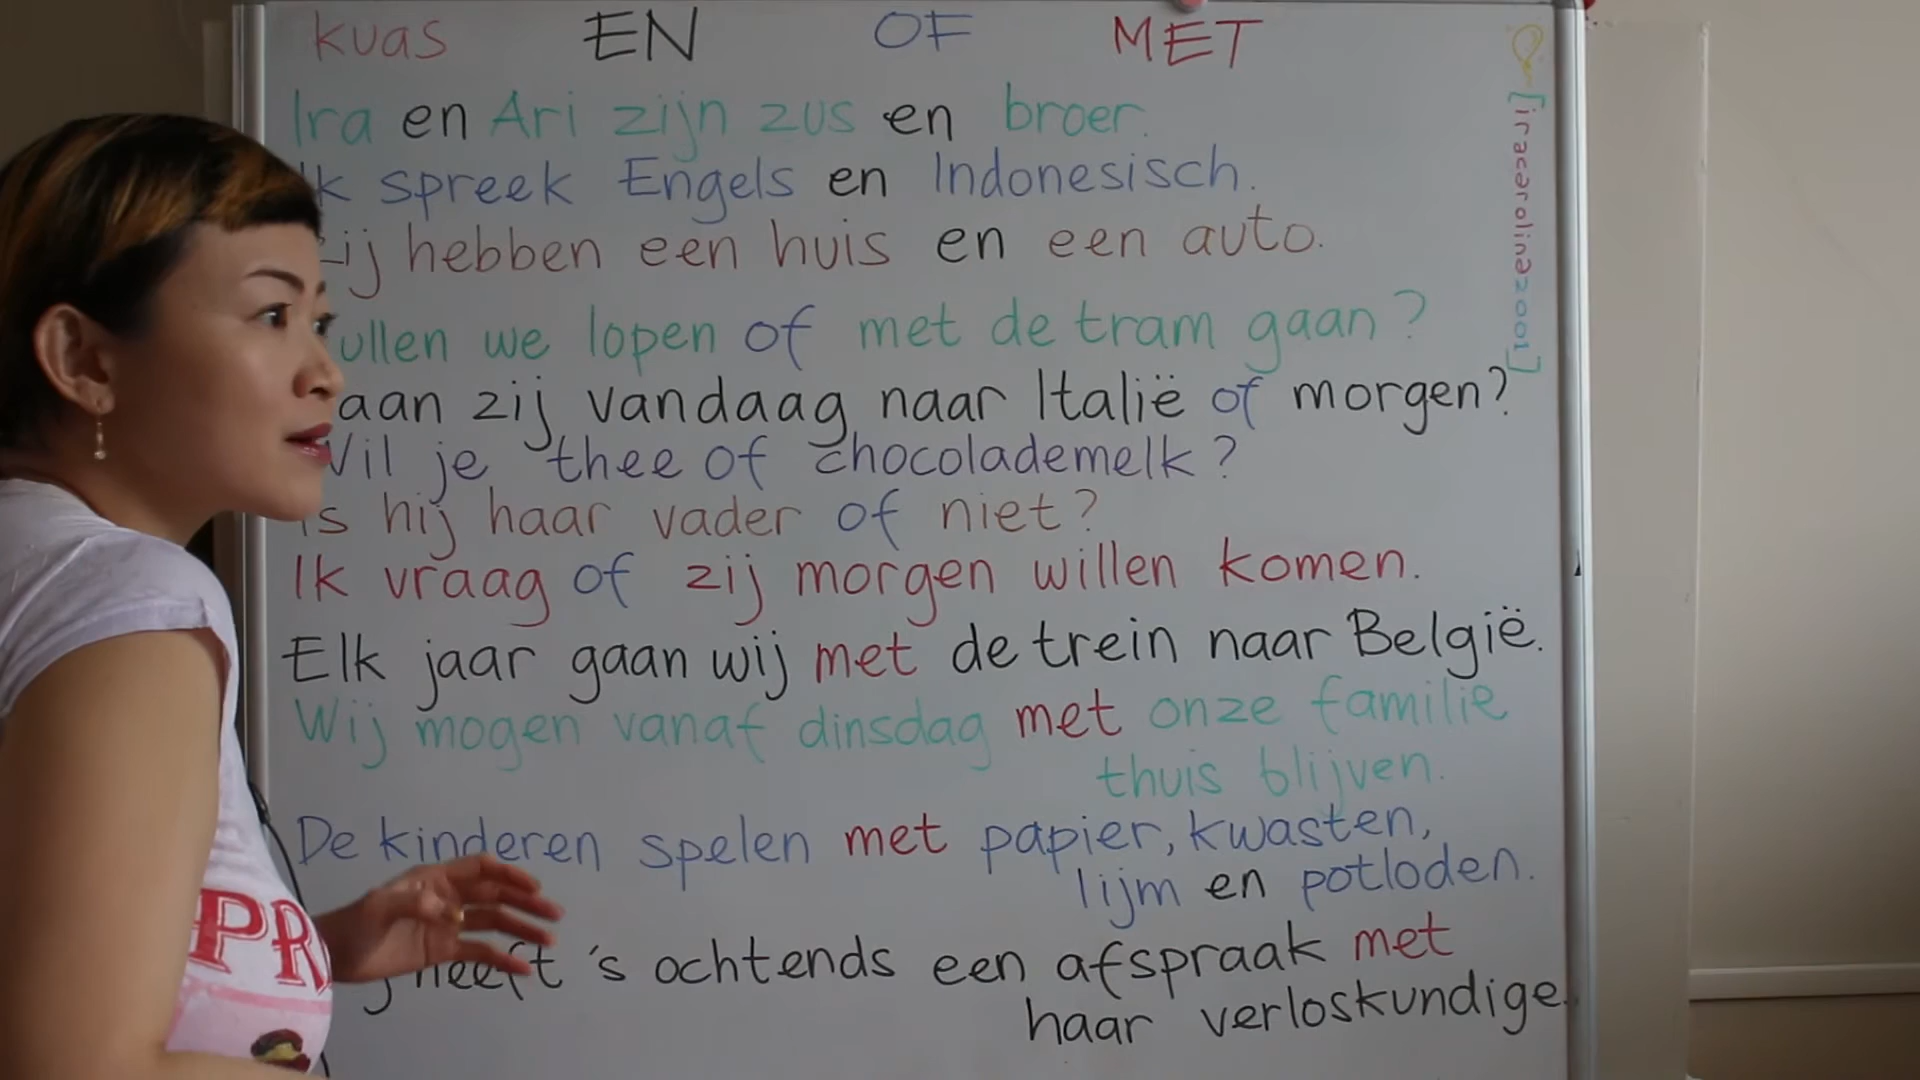 kuas EN OF MET
Ira en Ari zijn zus en broer.
Ik spreek Engels en Indonesisch.
Zij hebben een huis en een auto.
Zullen we lopen of met de tram gaan?
Gaan zij vandaag naar Italië of morgen?
Wil je thee of chocolademelk?
Is hij haar vader of niet?
Ik vraag of zij morgen willen komen.
Elk jaar gaan wij met de trein naar België.
Wij mogen vanaf dinsdag met onze familie
thuis blijven.
De kinderen spelen met papier, kwasten,
lijm en potloden.
heeft 's ochtends een afspraak met
haar verloskundige.
[iracerolina2001]
PR